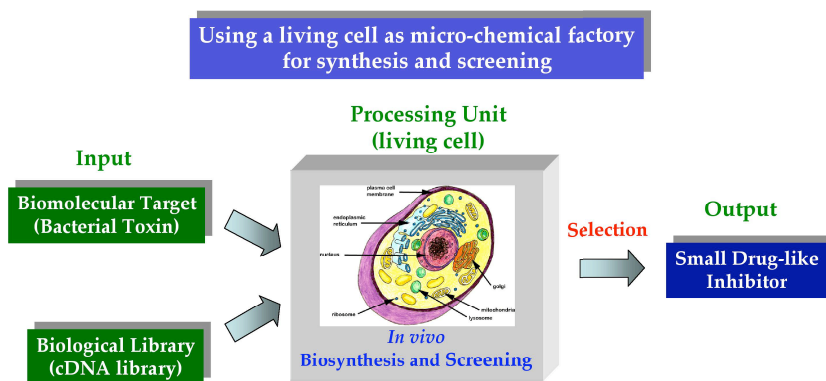 Using a living cell as micro-chemical factory
for synthesis and screening
Processing Unit
(living cell)
Input
Biomolecular Target
(Bacterial Toxin)
Biological Library
(cDNA library)
plasma cell
membrane
endoplasmic
reticulum
nucleus
ribosome
golgi
mitochondria
lysosome
In vivo
Biosynthesis and Screening
Selection
Output
Small Drug-like
Inhibitor